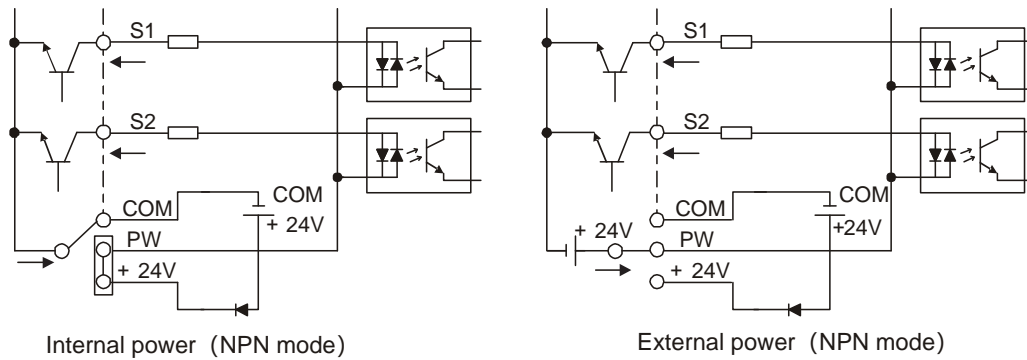 S1
S2
COM
COM
+ 24V
PW
+ 24V
Internal power（NPN mode）
S1
S2
COM
COM
+24V
+ 24V
PW
+ 24V
External power（NPN mode）